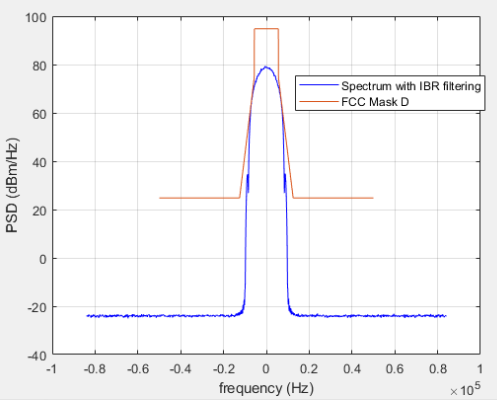 100
80
60
40
20
0
-20
-40
PSD (dBm/Hz)
Spectrum with IBR filtering
FCC Mask D
-1 -0.8 -0.6 -0.4 -0.2 0 0.2 0.4 0.6 0.8 1
frequency (Hz)
×10⁵